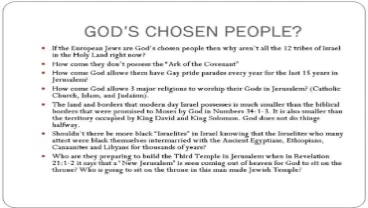 GOD'S CHOSEN PEOPLE?
• If the European Jews are God's chosen people then why aren't all the 12 tribes of Israel
in the Holy Land right now?
• How come they don't possess the "Ark of the Covenant"
• How come God allows them have Gay pride parades every year for the last 15 years in
Jerusalem?
• How come God allows 3 major religions to worship their Gods in Jerusalem? (Catholic
Church, Islam, and Judaism).
• The land and borders that modern day Israel possesses is much smaller than the biblical
borders that were promised to Moses by God in Numbers 34:1-3. It is also smaller than
the territory occupied by King David and King Solomon. God does not do things
halfway.
• Shouldn't there be more black "Israelites" in Israel knowing that the Israelites who many
attest were black themselves intermarried with the Ancient Egyptians, Ethiopians,
Canaanites and Libyans for thousands of years?
• Who are they preparing to build the Third Temple in Jerusalem when in Revelation
21:1-2 it says that a "New Jerusalem" is seen coming out of heaven for God to sit on the
throne? Who is going to sit on the throne in this man made Jewish Temple?